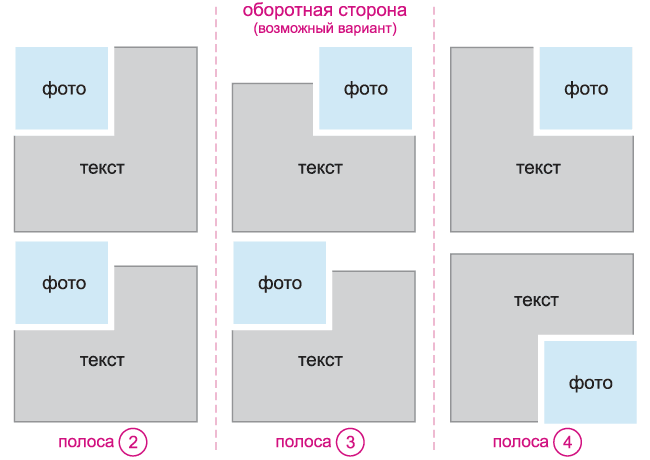 оборотная сторона
(возможный вариант)
фото
текст
фото
текст
фото
текст
фото
текст
фото
текст
текст
фото
полоса 2
полоса 3
полоса 4